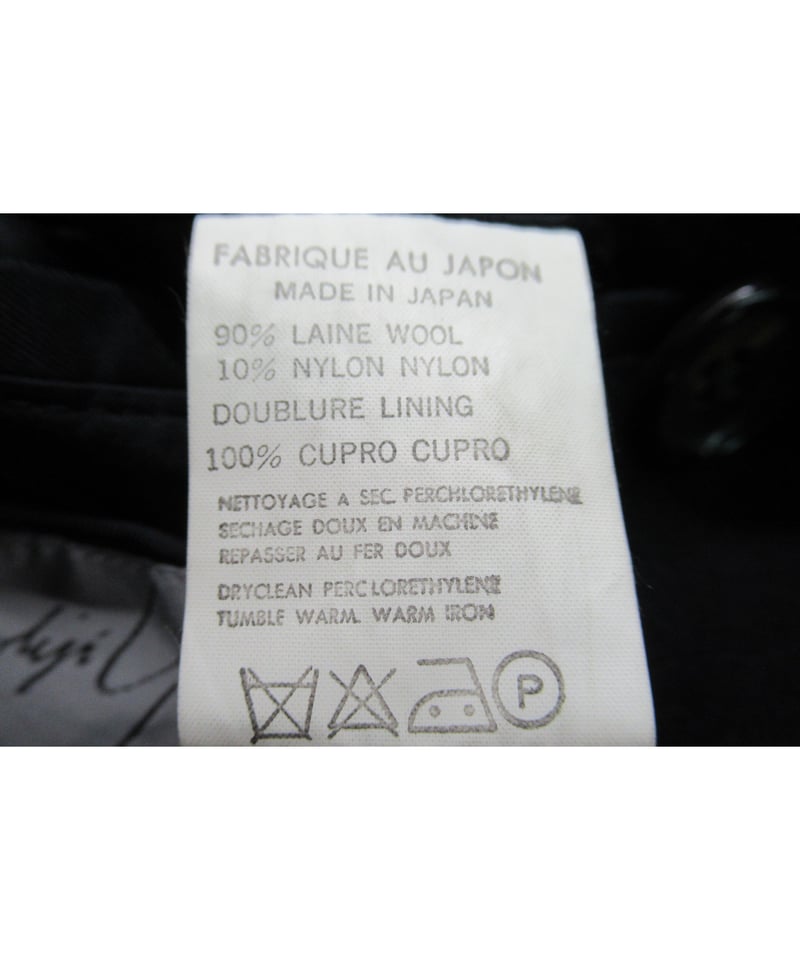 FABRIQUE AU JAPON
MADE IN JAPAN
90% LAINE WOOL
10% NYLON NYLON
DOUBLURE LINING
100% CUPRO CUPRO
NETTOYAGE A SEC PERCHLORETHYLENE
SECHAGE DOUX EN MACHINE
REPASSER AU FER DOUX
DRYCLEAN PERCLORETHYLENE
TUMBLE WARM. WARM IRON
P